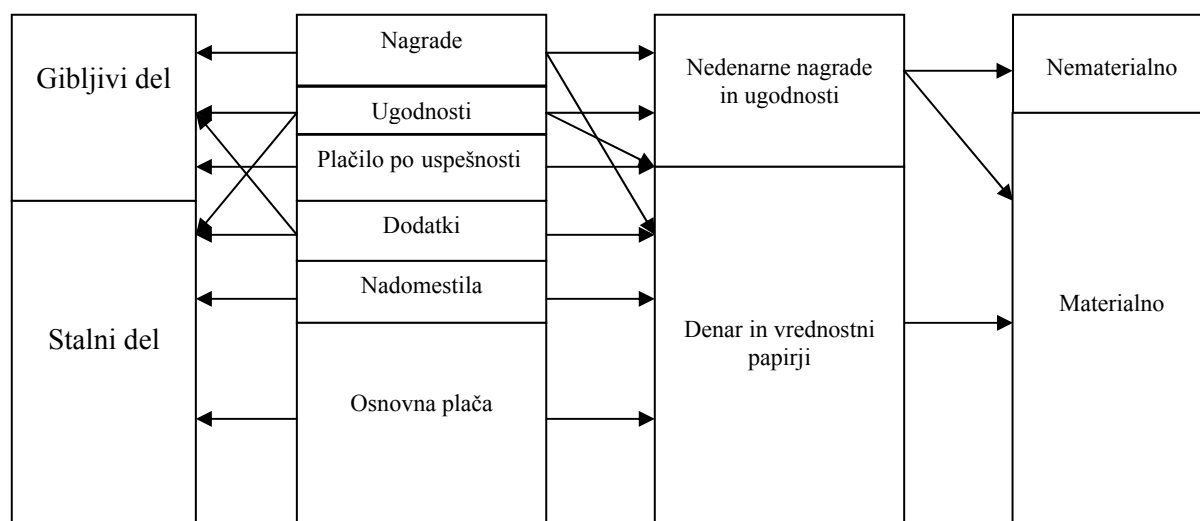 Gibljivi del
Stalni del
Nagrade
Ugodnosti
Plačilo po uspešnosti
Dodatki
Nadomestila
Osnovna plača
Nedenarne nagrade
in ugodnosti
Denar in vrednostni
papirji
Nematerialno
Materialno